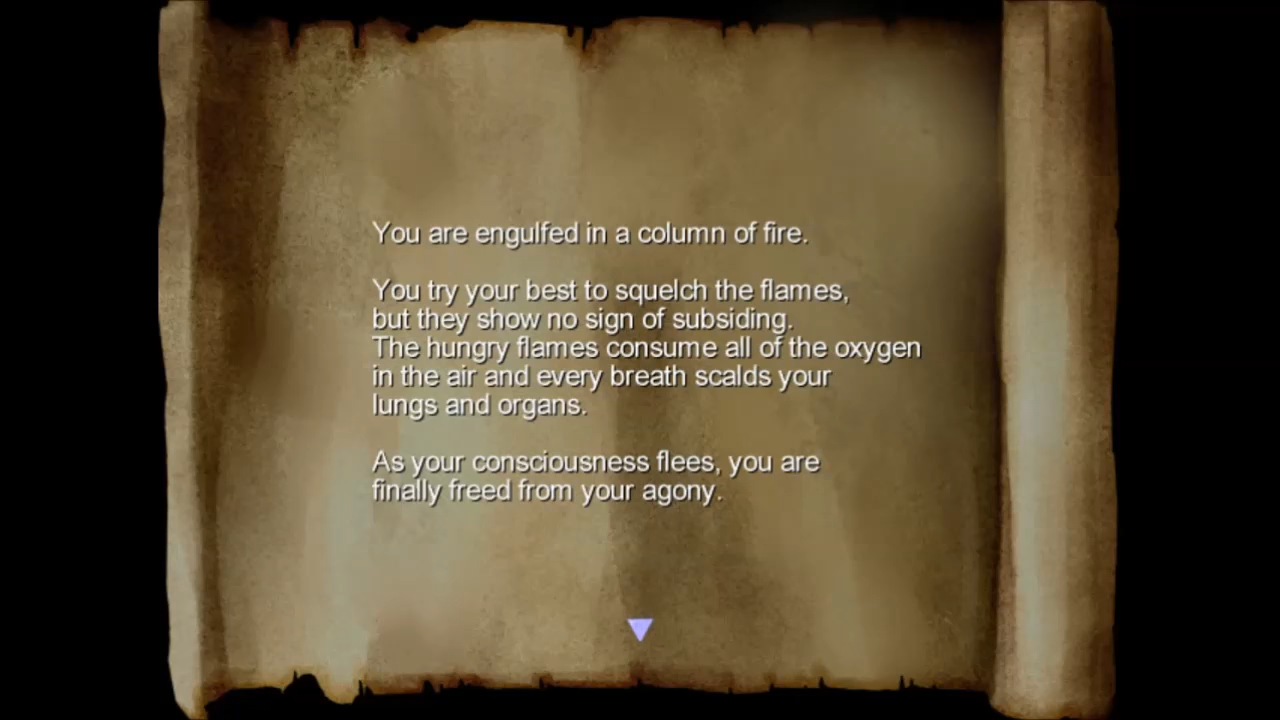 You are engulfed in a column of fire.
You try your best to squelch the flames,
but they show no sign of subsiding.
The hungry flames consume all of the oxygen
in the air and every breath scalds your
lungs and organs.
As your consciousness flees, you are
finally freed from your agony.